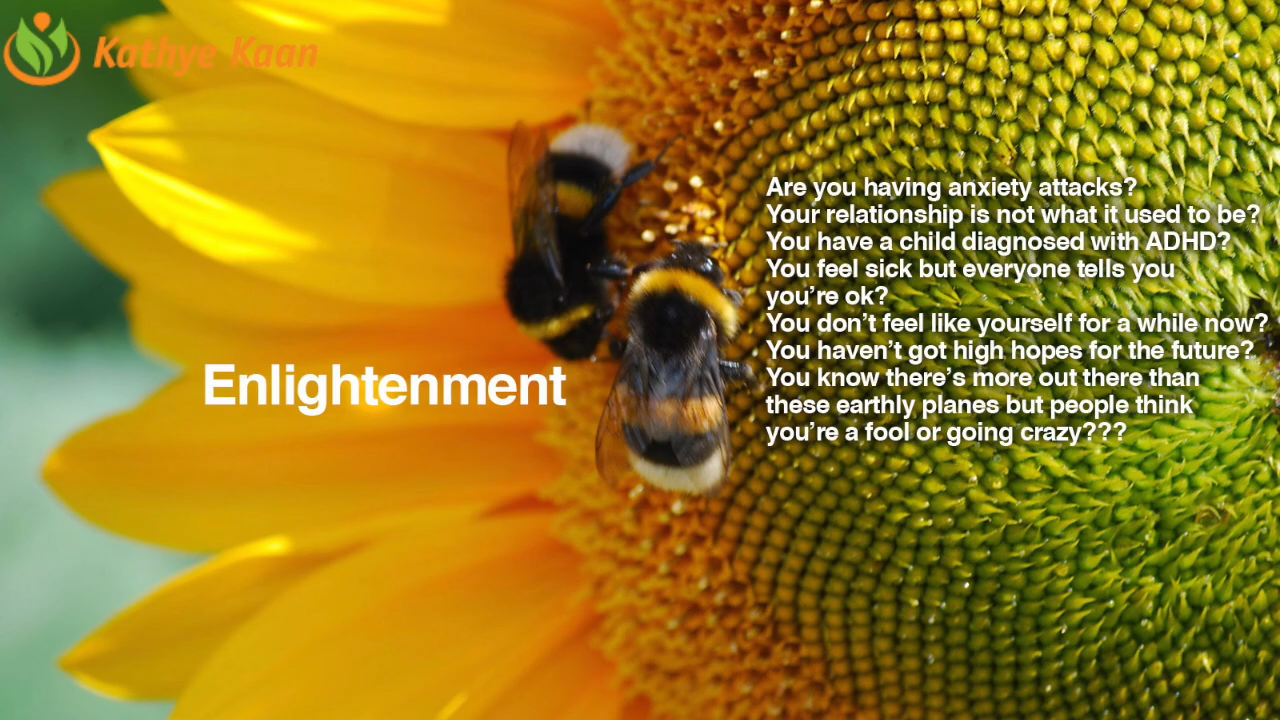 Kathye Kaan
Enlightenment
Are you having anxiety attacks?
Your relationship is not what it used to be?
You have a child diagnosed with ADHD?
You feel sick but everyone tells you
you’re ok?
You don’t feel like yourself for a while now?
You haven’t got high hopes for the future?
You know there’s more out there than
these earthly planes but people think
you’re a fool or going crazy???